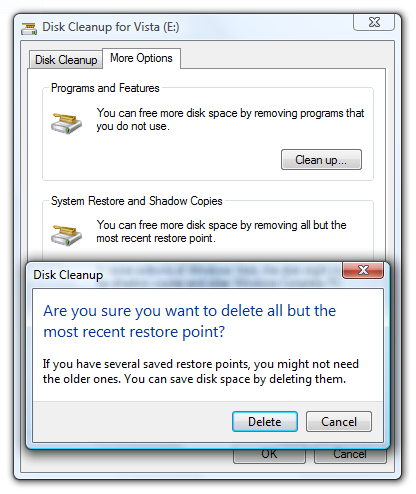 Disk Cleanup for Vista (E:)
Disk Cleanup
More Options
Programs and Features
You can free more disk space by removing programs that
you do not use.
Clean up...
System Restore and Shadow Copies
You can free more disk space by removing all but the
most recent restore point.
Disk Cleanup
Are you sure you want to delete all but the
most recent restore point?
If you have several saved restore points, you might not need
the older ones. You can save disk space by deleting them.
Delete
Cancel
OK
Cancel